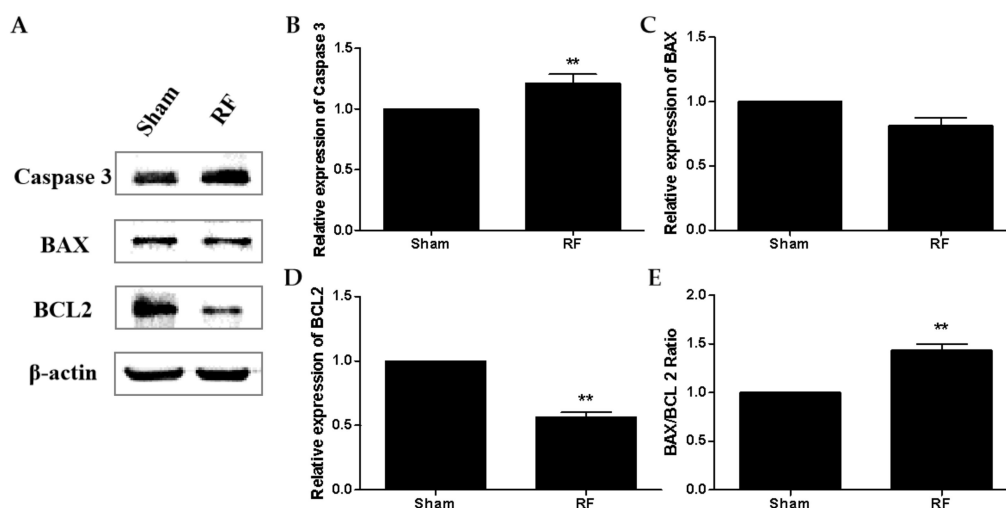 A
Sham RF
Caspase 3
BAX
BCL2
β-actin
B
Relative expression of Caspase 3
1.5
1.0
0.5
0.0
**
Sham RF
C
Relative expression of BAX
1.5
1.0
0.5
0.0
Sham RF
D
Relative expression of BCL2
1.5
1.0
0.5
0.0
**
Sham RF
E
BAX/BCL 2 Ratio
2.0
1.5
1.0
0.5
0.0
**
Sham RF